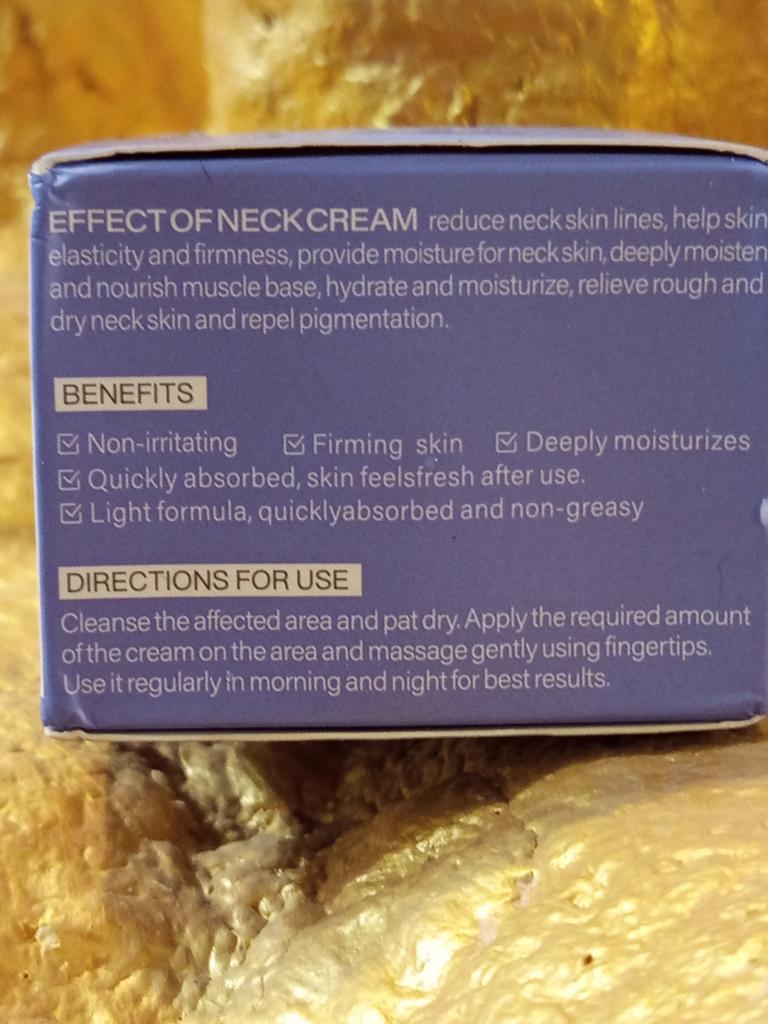 EFFECT OF NECK CREAM reduce neck skin lines, help skin
elasticity and firmness, provide moisture for neck skin, deeply moisten
and nourish muscle base, hydrate and moisturize, relieve rough and
dry neck skin and repel pigmentation.
BENEFITS
Non-irritating Firming skin Deeply moisturizes
Quickly absorbed, skin feelsfresh after use.
Light formula, quicklyabsorbed and non-greasy
DIRECTIONS FOR USE
Cleanse the affected area and pat dry. Apply the required amount
of the cream on the area and massage gently using fingertips.
Use it regularly in morning and night for best results.